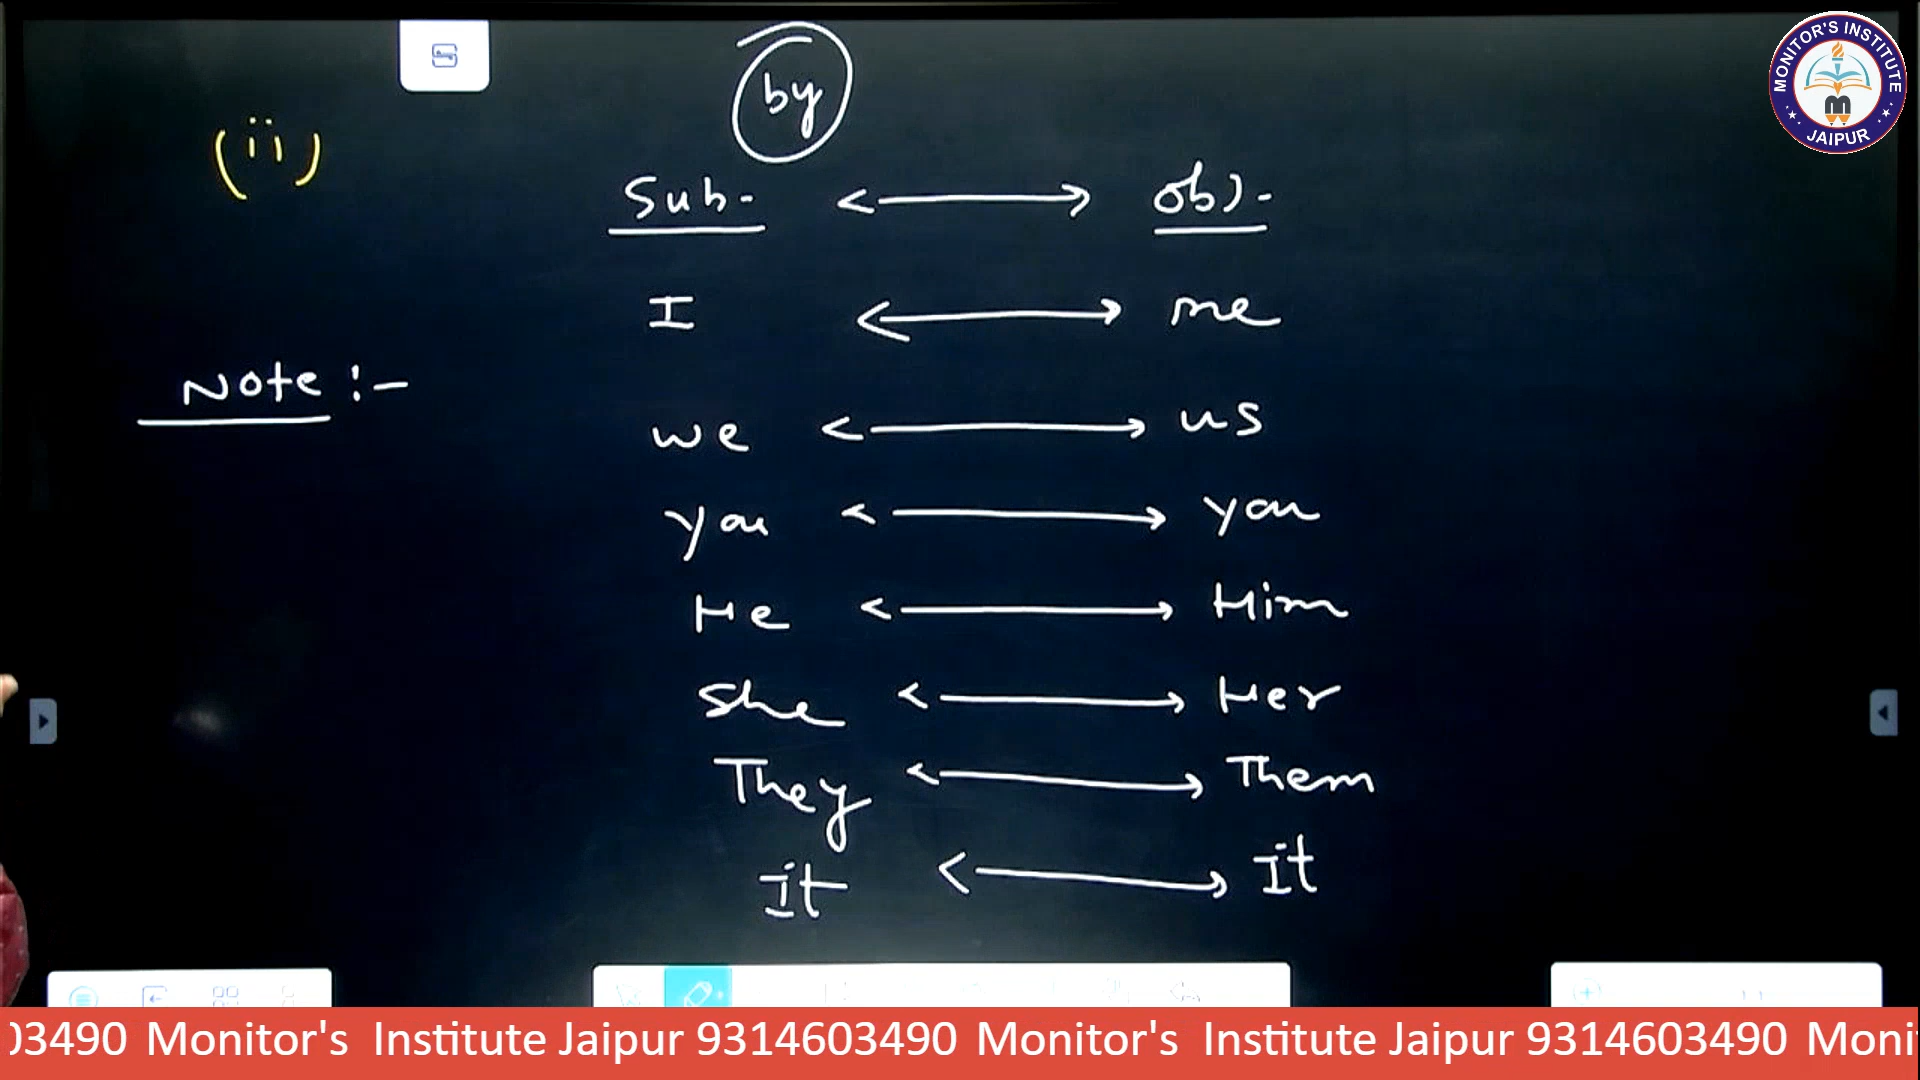 by
(ii)
Sub. <-> obj.
I <-> me
Note :-
we <-> us
you <-> you
He <-> Him
She <-> Her
They <-> Them
It <-> It
MONITOR'S INSTITUTE
JAIPUR
03490 Monitor's Institute Jaipur 9314603490 Monitor's Institute Jaipur 9314603490 Moni